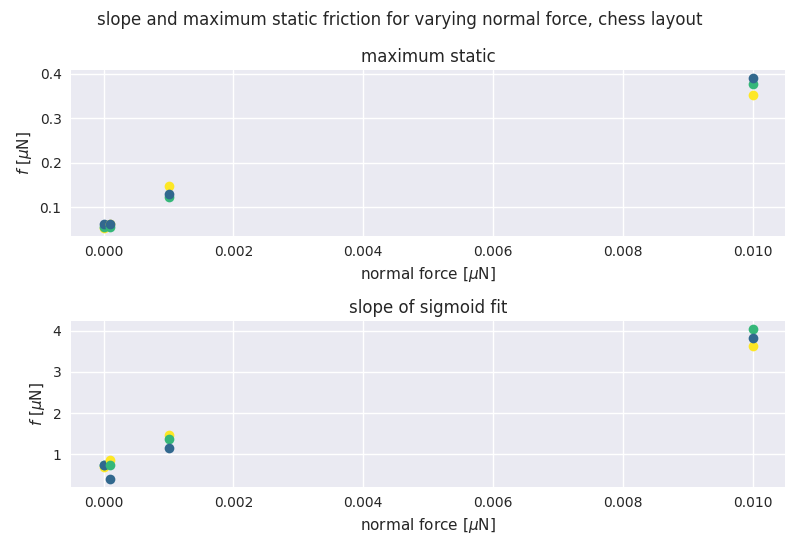 slope and maximum static friction for varying normal force, chess layout
maximum static
0.4
0.3
0.2
0.1
f [μN]
0.000 0.002 0.004 0.006 0.008 0.010
normal force [μN]
slope of sigmoid fit
4
3
2
1
f [μN]
0.000 0.002 0.004 0.006 0.008 0.010
normal force [μN]